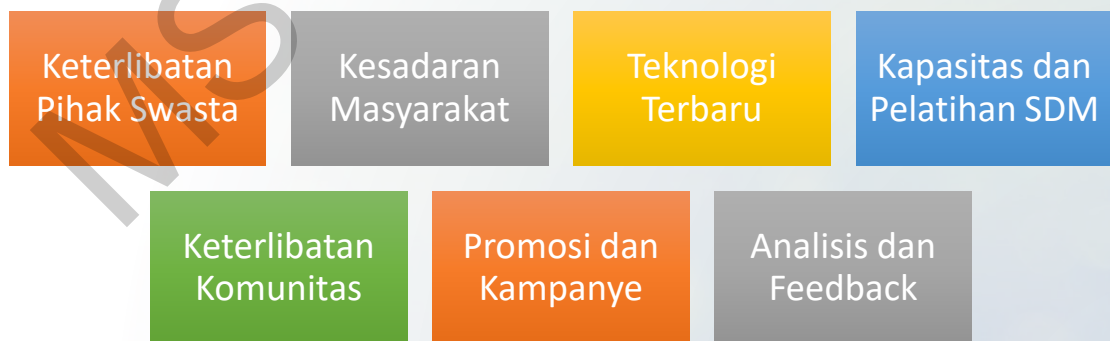 Keterlibatan
Pihak Swasta
Kesadaran
Masyarakat
Teknologi
Terbaru
Kapasitas dan
Pelatihan SDM
Keterlibatan
Komunitas
Promosi dan
Kampanye
Analisis dan
Feedback
MS